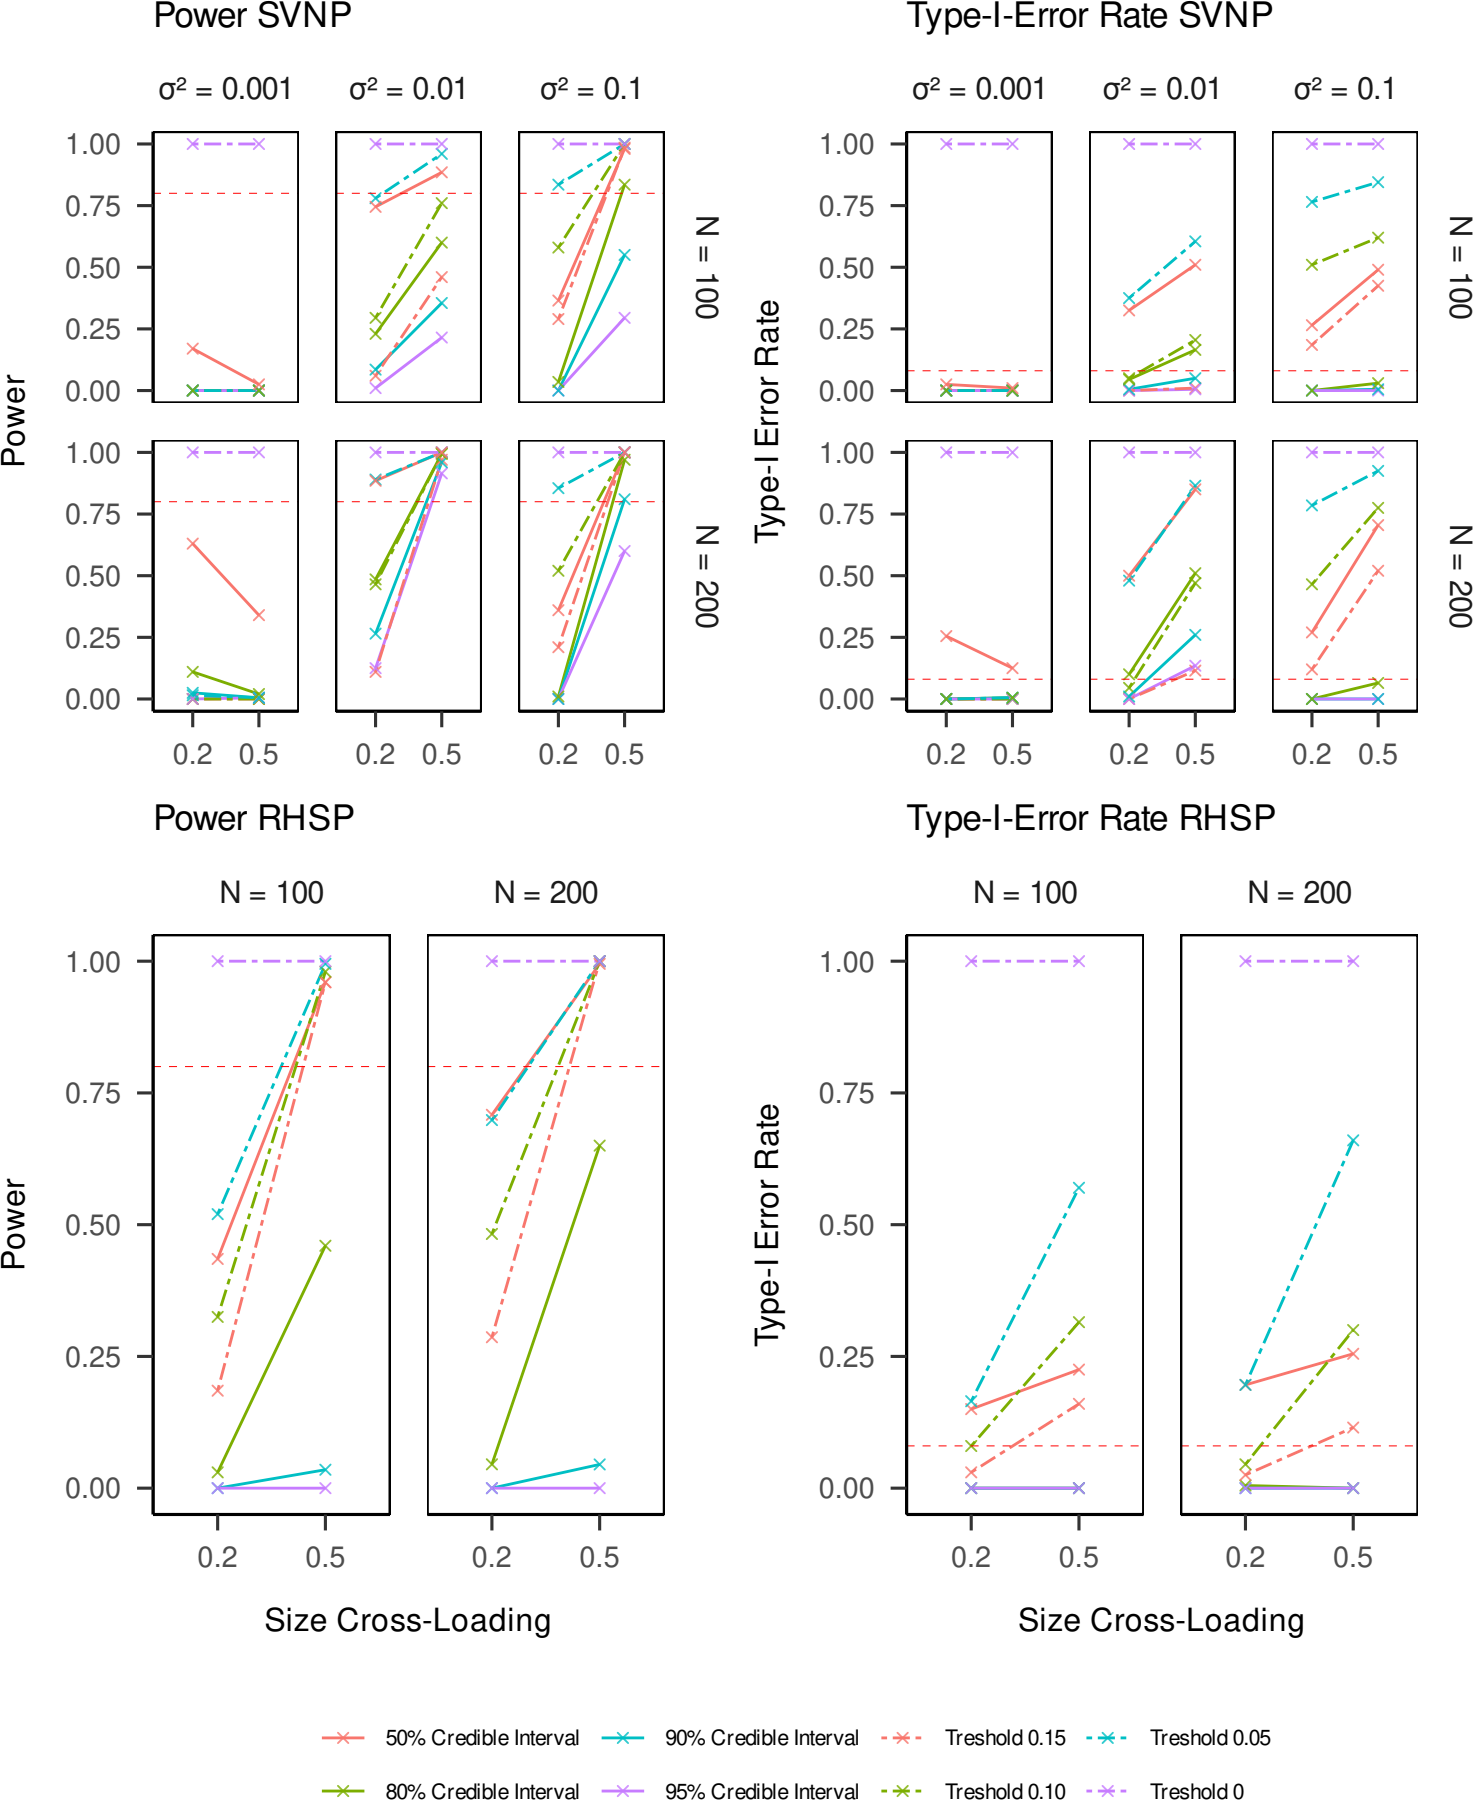 Power SVNP
Type-I-Error Rate SVNP
σ² = 0.001 σ² = 0.01 σ² = 0.1
σ² = 0.001 σ² = 0.01 σ² = 0.1
1.00
0.75
0.50
0.25
0.00
N = 100
1.00
0.75
0.50
0.25
0.00
N = 200
0.2 0.5 0.2 0.5 0.2 0.5
Power
1.00
0.75
0.50
0.25
0.00
N = 100
1.00
0.75
0.50
0.25
0.00
N = 200
0.2 0.5 0.2 0.5 0.2 0.5
Type-I Error Rate
Power RHSP
Type-I-Error Rate RHSP
N = 100 N = 200
N = 100 N = 200
1.00
0.75
0.50
0.25
0.00
0.2 0.5 0.2 0.5
Power
Size Cross-Loading
1.00
0.75
0.50
0.25
0.00
0.2 0.5 0.2 0.5
Type-I Error Rate
Size Cross-Loading
50% Credible Interval 90% Credible Interval Treshold 0.15 Treshold 0.05
80% Credible Interval 95% Credible Interval Treshold 0.10 Treshold 0